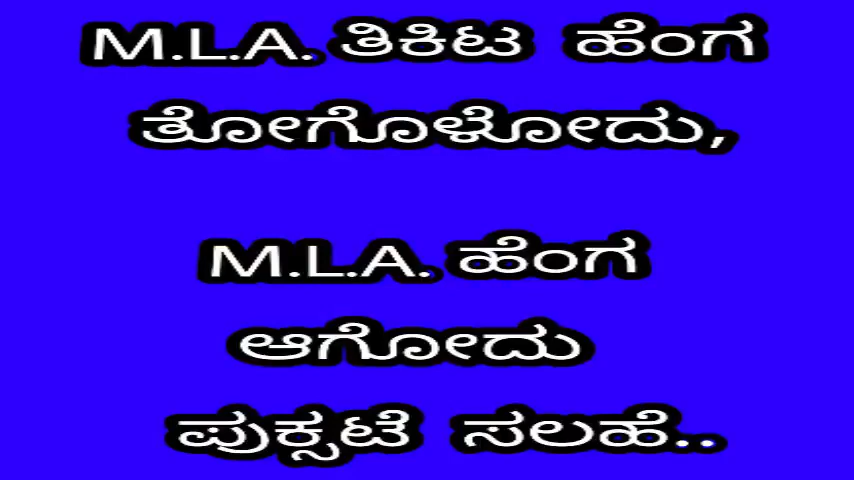 M.L.A. ತಿಕಿಟ ಹೆಂಗ
ತೋಗೊಳೋದು,
M.L.A. ಹೆಂಗ
ಆಗೋದು
ಪುಕ್ಸಟೆ ಸಲಹೆ..